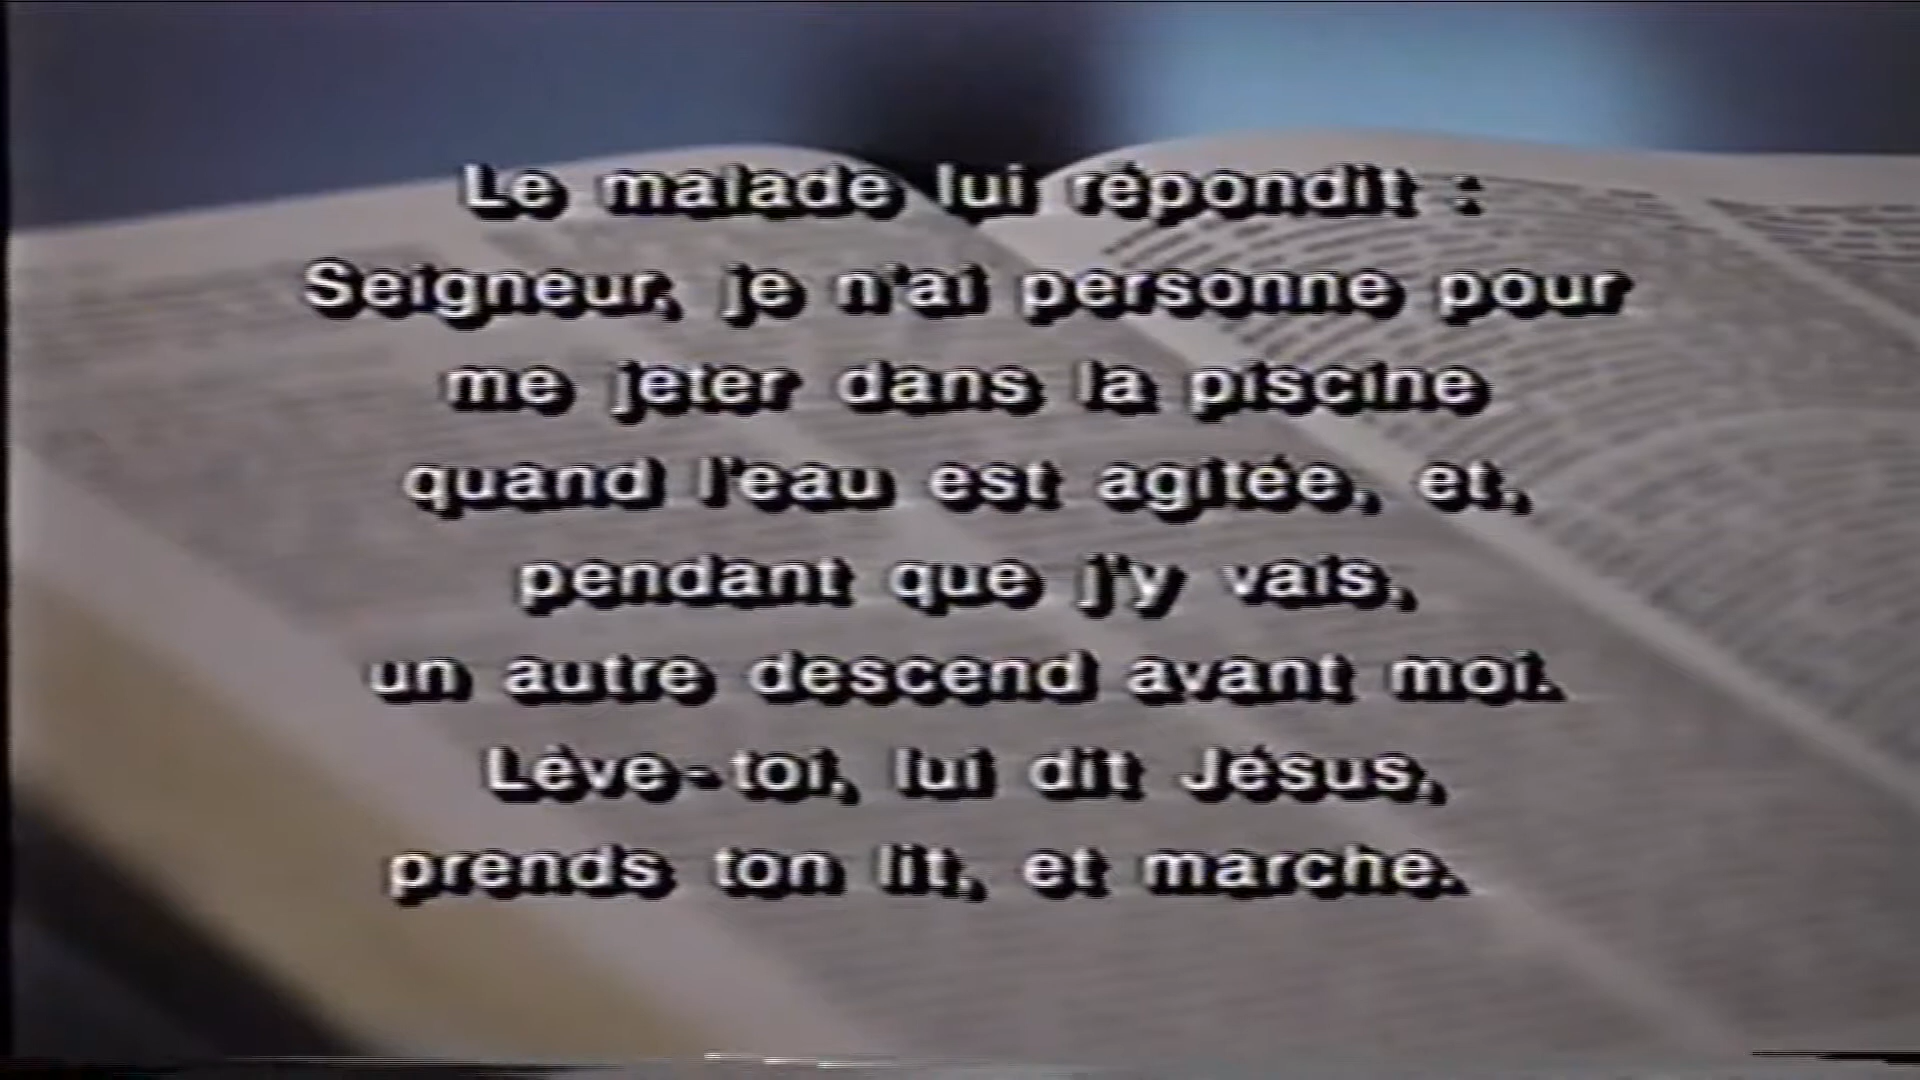 Le malade lui répondit :
Seigneur, je n'ai personne pour
me jeter dans la piscine
quand l'eau est agitée, et,
pendant que j'y vais,
un autre descend avant moi.
Lève-toi, lui dit Jésus,
prends ton lit, et marche.